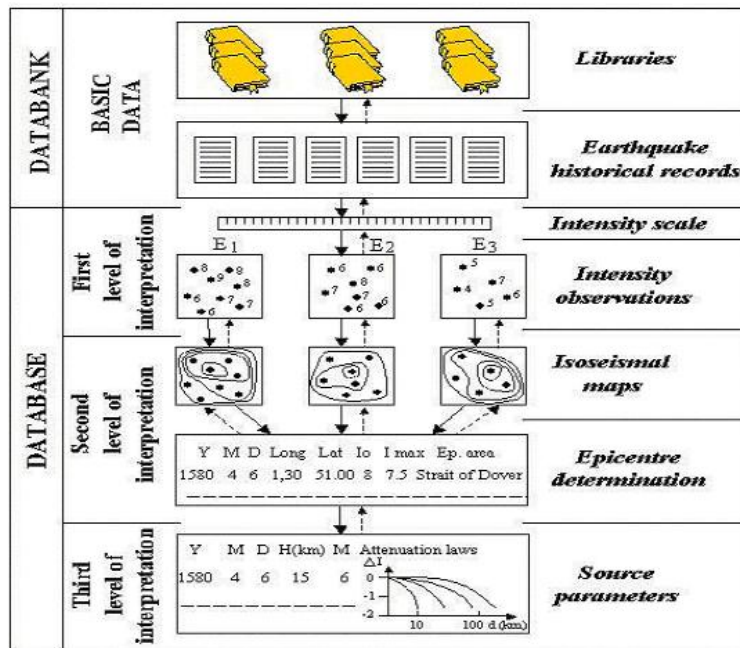 DATABANK
BASIC
DATA
Libraries
Earthquake
historical records
DATABASE
First
level of
interpretation
Intensity scale
E1 E2 E3
8 8 9 8 7 6 7 6
6 6 8 7 6 6
5 7 4 6 5
Intensity
observations
Second
level of
interpretation
Isoseismal
maps
Y M D Long Lat Io I max Ep. area
1580 4 6 1,30 51.00 8 7.5 Strait of Dover
Epicentre
determination
Third
level of
interpretation
Y M D H(km) M Attenuation laws
1580 4 6 15 6
ΔI
0
-1
-2
10 100 d.(km)
Source
parameters